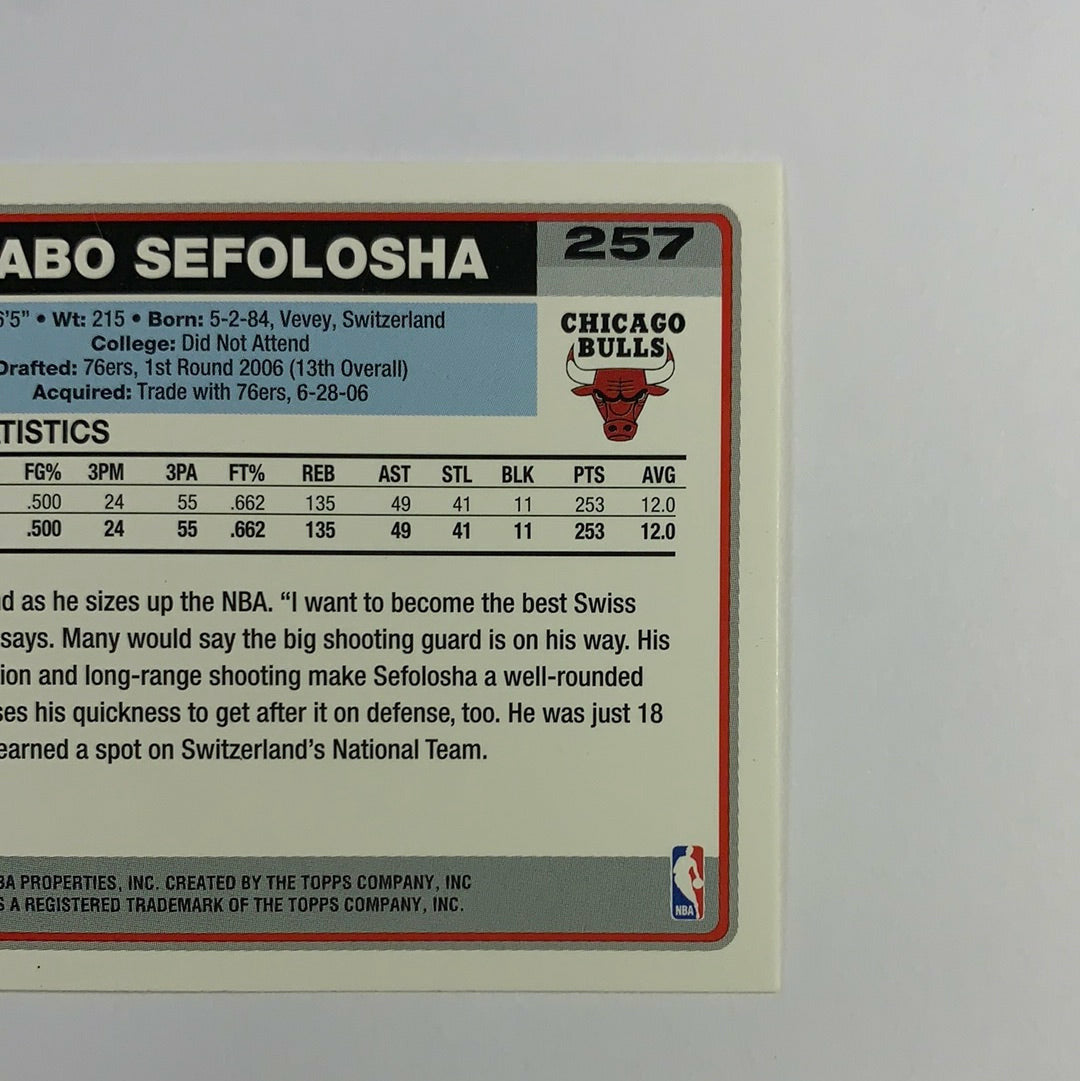 ABO SEFOLOSHA 257
6'5" • Wt: 215 • Born: 5-2-84, Vevey, Switzerland
College: Did Not Attend
Drafted: 76ers, 1st Round 2006 (13th Overall)
Acquired: Trade with 76ers, 6-28-06
CHICAGO
BULLS
TISTICS
FG% 3PM 3PA FT% REB AST STL BLK PTS AVG
.500 24 55 .662 135 49 41 11 253 12.0
.500 24 55 .662 135 49 41 11 253 12.0
d as he sizes up the NBA. “I want to become the best Swiss
says. Many would say the big shooting guard is on his way. His
ion and long-range shooting make Sefolosha a well-rounded
ses his quickness to get after it on defense, too. He was just 18
earned a spot on Switzerland’s National Team.
BA PROPERTIES, INC. CREATED BY THE TOPPS COMPANY, INC
S A REGISTERED TRADEMARK OF THE TOPPS COMPANY, INC.
NBA